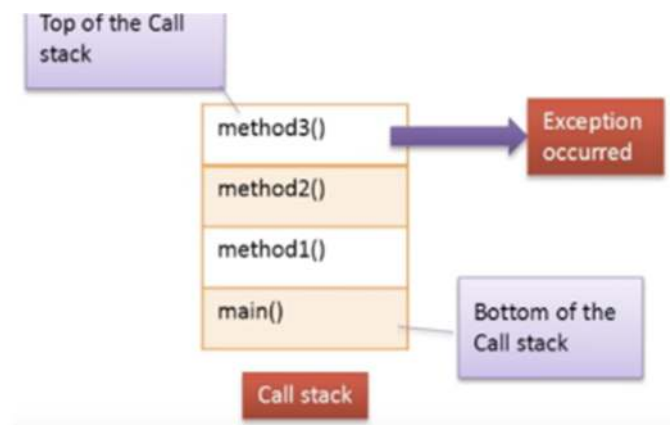 Top of the Call
stack
method3()
Exception
occurred
method2()
method1()
main()
Bottom of the
Call stack
Call stack